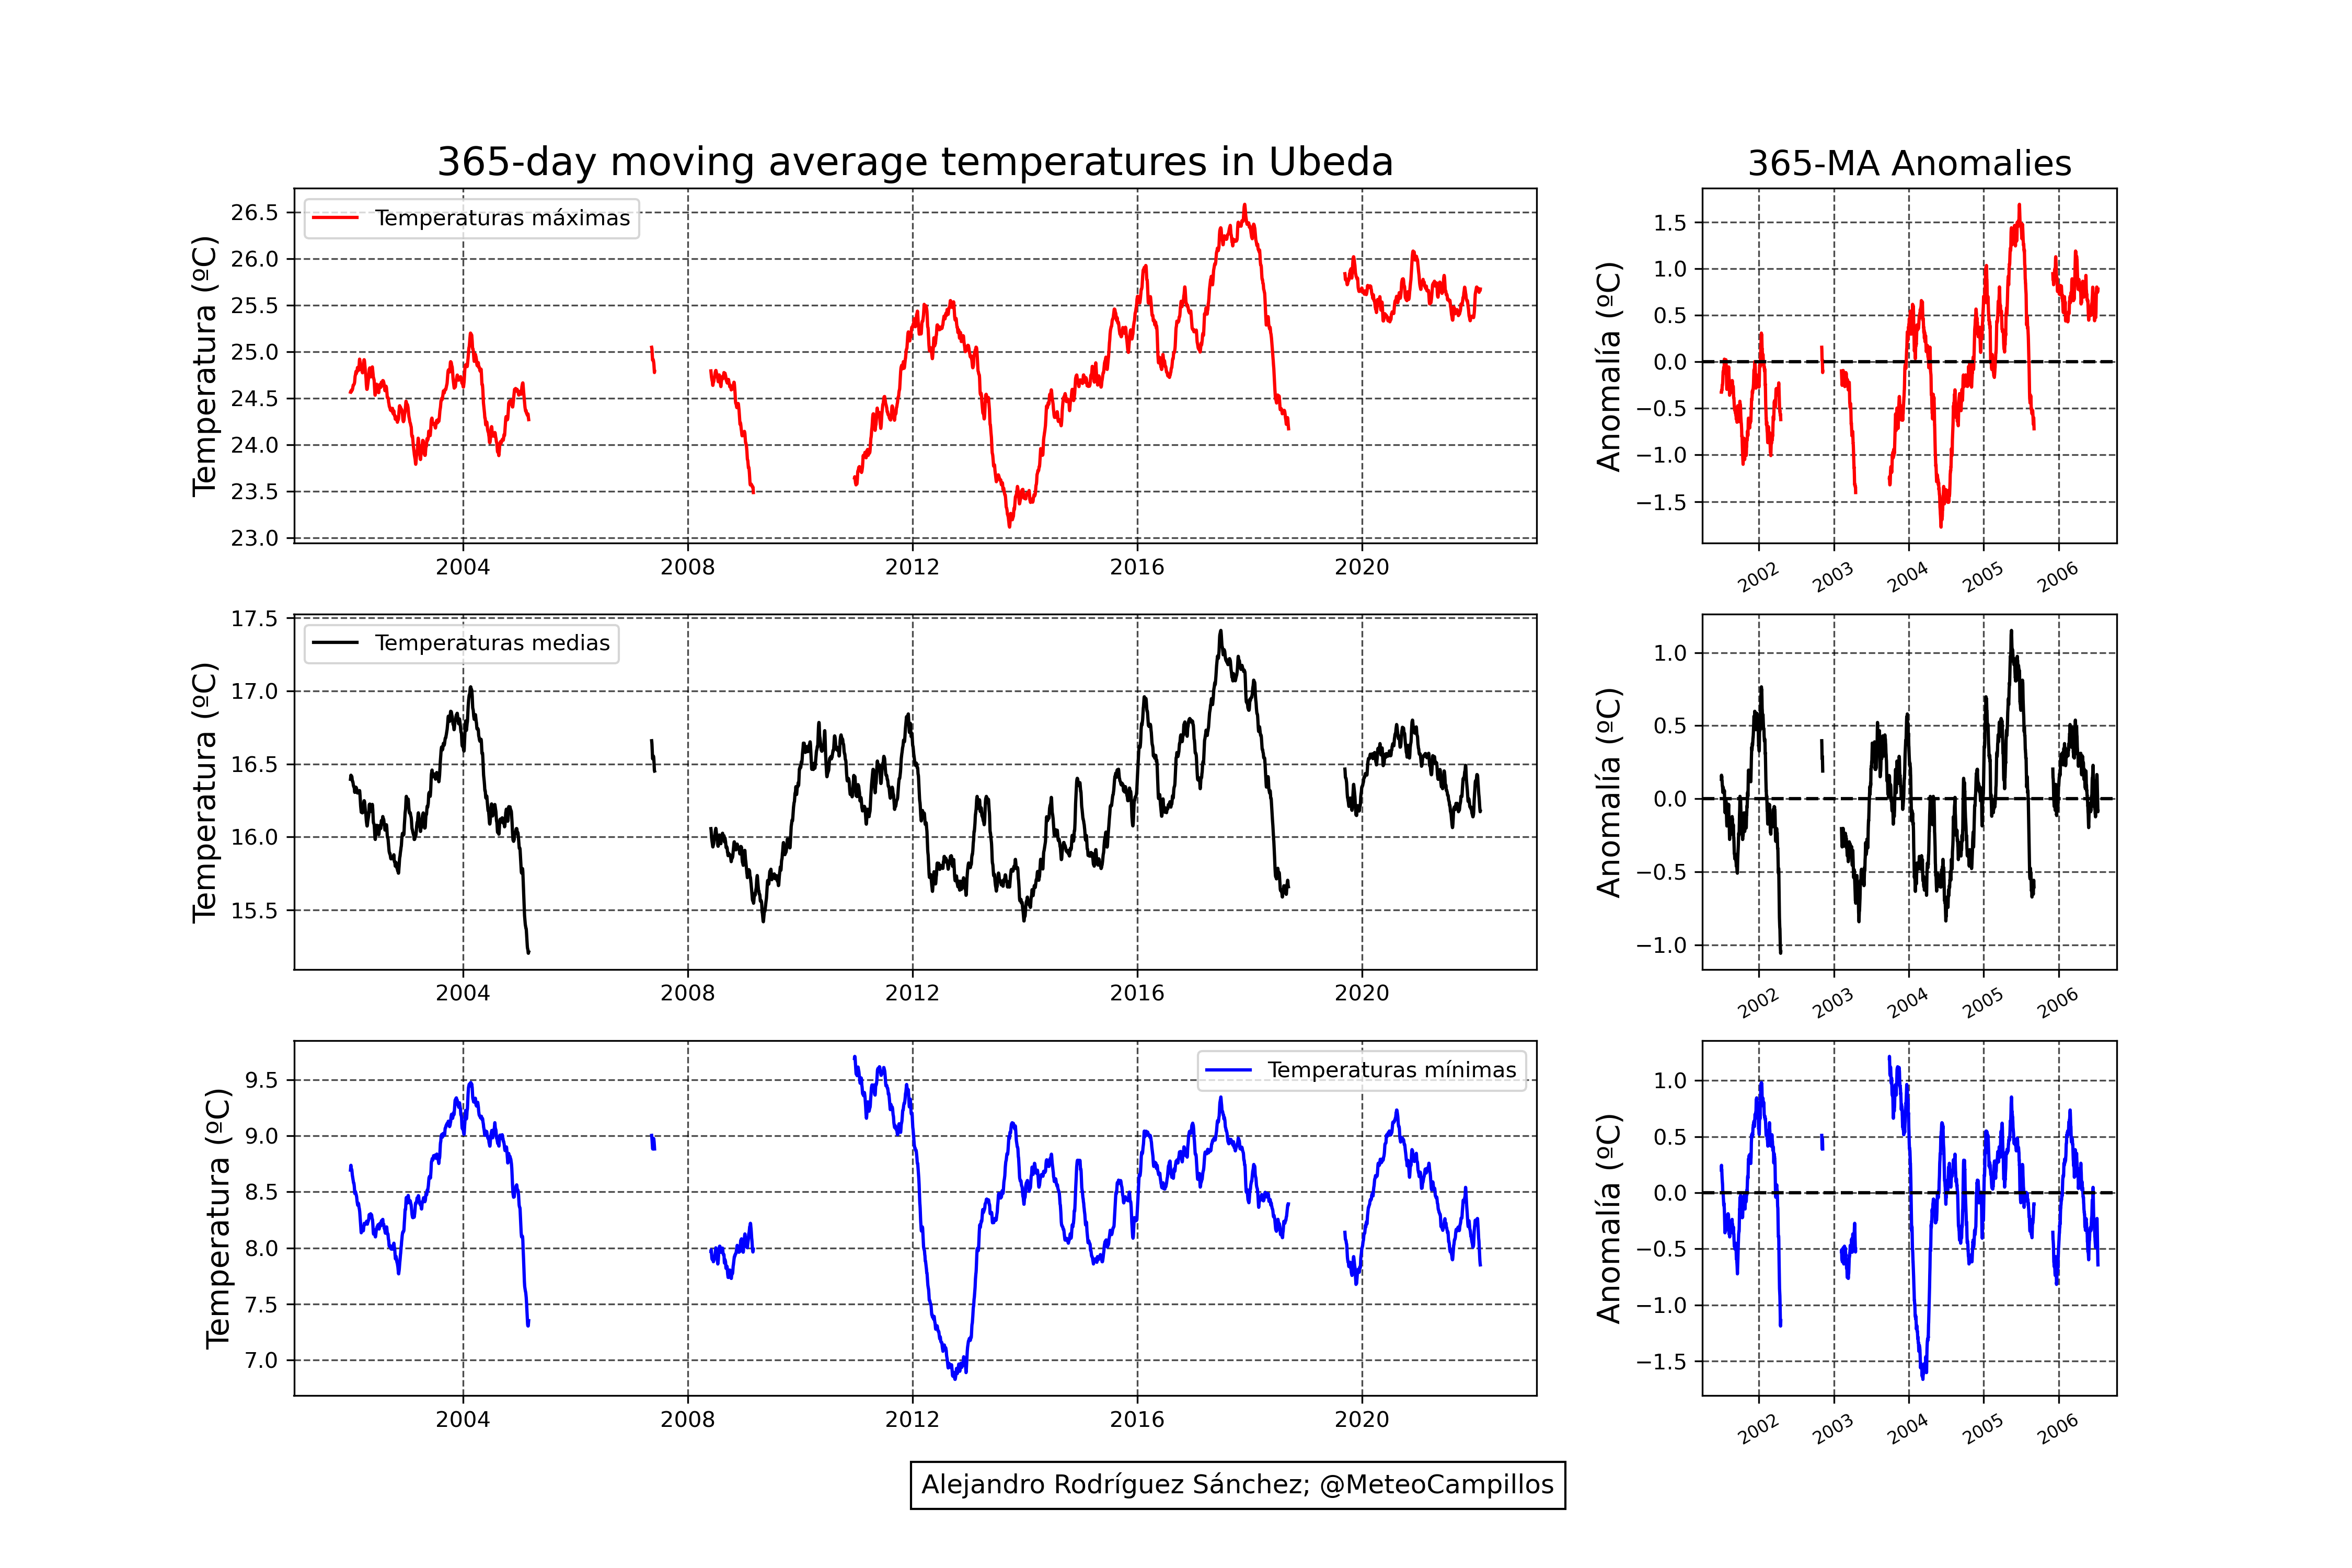 365-day moving average temperatures in Ubeda
365-MA Anomalies
Temperatura (ºC)
26.5
26.0
25.5
25.0
24.5
24.0
23.5
23.0
Temperaturas máximas
2004 2008 2012 2016 2020
Anomalía (ºC)
1.5
1.0
0.5
0.0
−0.5
−1.0
−1.5
2002 2003 2004 2005 2006
Temperatura (ºC)
17.5
17.0
16.5
16.0
15.5
Temperaturas medias
2004 2008 2012 2016 2020
Anomalía (ºC)
1.0
0.5
0.0
−0.5
−1.0
2002 2003 2004 2005 2006
Temperatura (ºC)
9.5
9.0
8.5
8.0
7.5
7.0
Temperaturas mínimas
2004 2008 2012 2016 2020
Anomalía (ºC)
1.0
0.5
0.0
−0.5
−1.0
−1.5
2002 2003 2004 2005 2006
Alejandro Rodríguez Sánchez; @MeteoCampillos